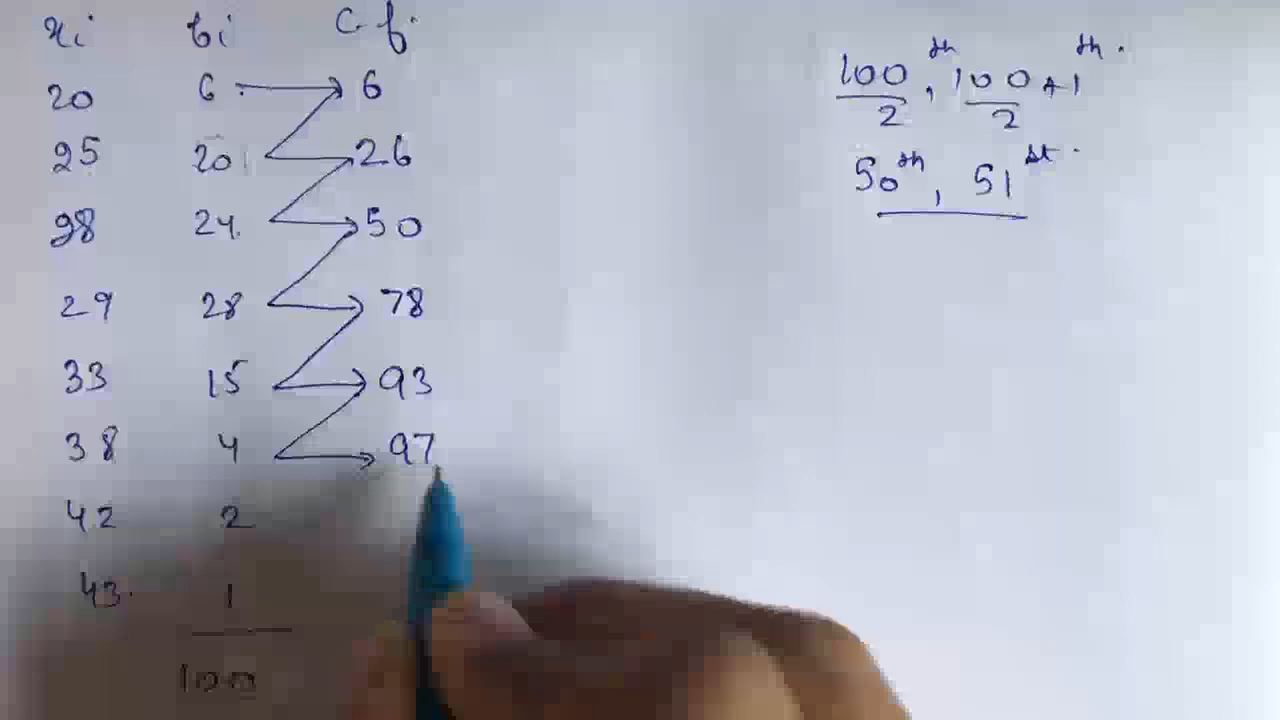 xi fi c.f.
20 6 6
25 20 26
28 24 50
29 28 78
33 15 93
38 4 97
42 2
43 1
100
100/2 th, 100/2 +1 th.
50th, 51st.